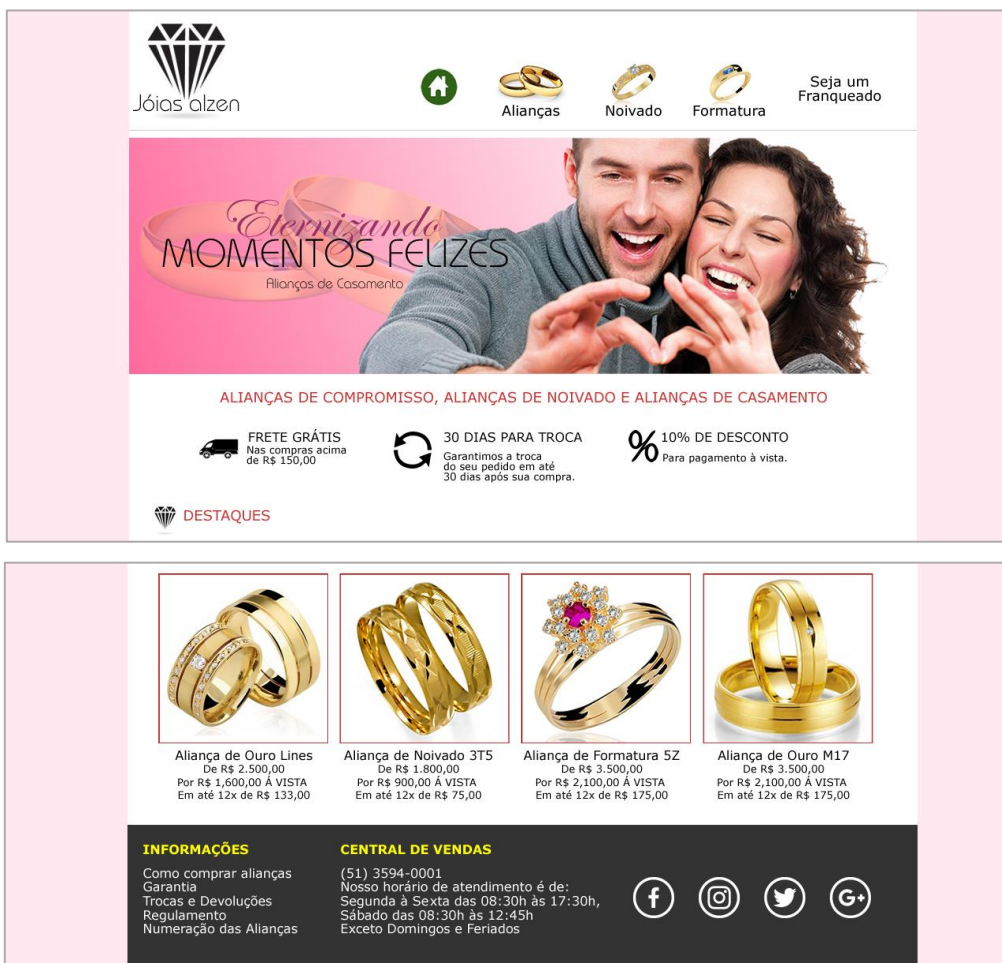 Jóias alzen
Alianças
Noivado
Formatura
Seja um
Franqueado
Eternizando
MOMENTOS FELIZES
Alianças de Casamento
ALIANÇAS DE COMPROMISSO, ALIANÇAS DE NOIVADO E ALIANÇAS DE CASAMENTO
FRETE GRÁTIS
Nas compras acima
de R$ 150,00
30 DIAS PARA TROCA
Garantimos a troca
do seu pedido em até
30 dias após sua compra.
% 10% DE DESCONTO
Para pagamento à vista.
DESTAQUES
Aliança de Ouro Lines
De R$ 2.500,00
Por R$ 1,600,00 Á VISTA
Em até 12x de R$ 133,00
Aliança de Noivado 3T5
De R$ 1.800,00
Por R$ 900,00 Á VISTA
Em até 12x de R$ 75,00
Aliança de Formatura 5Z
De R$ 3.500,00
Por R$ 2,100,00 Á VISTA
Em até 12x de R$ 175,00
Aliança de Ouro M17
De R$ 3.500,00
Por R$ 2,100,00 Á VISTA
Em até 12x de R$ 175,00
INFORMAÇÕES
Como comprar alianças
Garantia
Trocas e Devoluções
Regulamento
Numeração das Alianças
CENTRAL DE VENDAS
(51) 3594-0001
Nosso horário de atendimento é de:
Segunda à Sexta das 08:30h às 17:30h,
Sábado das 08:30h às 12:45h
Exceto Domingos e Feriados
f
G+